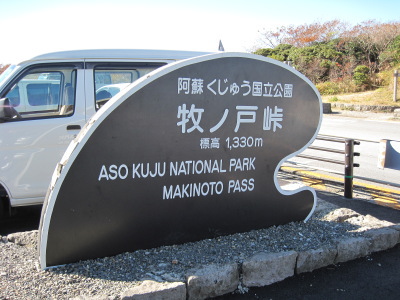 阿蘇くじゅう国立公園
牧ノ戸峠
標高 1,330m
ASO KUJU NATIONAL PARK
MAKINOTO PASS